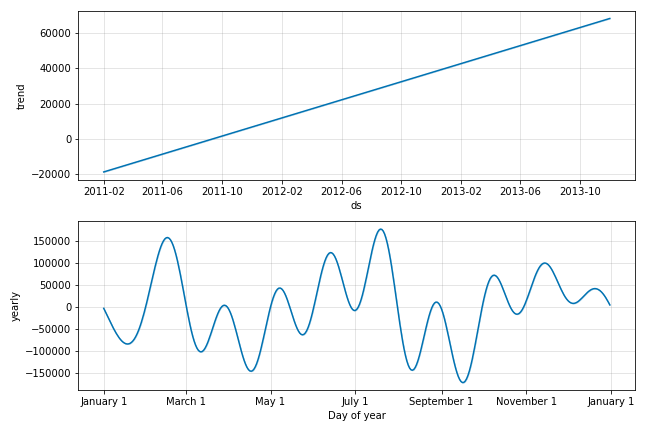 60000
40000
20000
0
−20000
trend
2011-02 2011-06 2011-10 2012-02 2012-06 2012-10 2013-02 2013-06 2013-10
ds
150000
100000
50000
0
−50000
−100000
−150000
yearly
January 1 March 1 May 1 July 1 September 1 November 1 January 1
Day of year